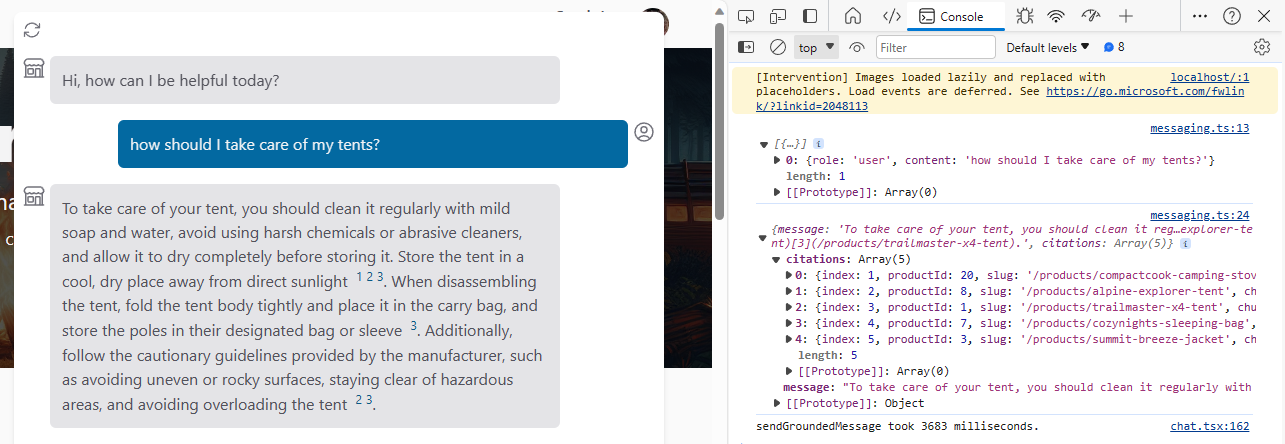 Hi, how can I be helpful today?
how should I take care of my tents?
To take care of your tent, you should clean it regularly with mild
soap and water, avoid using harsh chemicals or abrasive cleaners,
and allow it to dry completely before storing it. Store the tent in a
cool, dry place away from direct sunlight 1 2 3. When disassembling
the tent, fold the tent body tightly and place it in the carry bag, and
store the poles in their designated bag or sleeve 3. Additionally,
follow the cautionary guidelines provided by the manufacturer, such
as avoiding uneven or rocky surfaces, staying clear of hazardous
areas, and avoiding overloading the tent 2 3.
Console
top
Filter
Default levels
8
[Intervention] Images loaded lazily and replaced with localhost/:1
placeholders. Load events are deferred. See https://go.microsoft.com/fwlin
k/?linkid=2048113
messaging.ts:13
[{…}] i
0: {role: 'user', content: 'how should I take care of my tents?'}
length: 1
[[Prototype]]: Array(0)
messaging.ts:24
{message: 'To take care of your tent, you should clean it reg…explorer-te
nt)[3](/products/trailmaster-x4-tent).', citations: Array(5)} i
citations: Array(5)
0: {index: 1, productId: 20, slug: '/products/compactcook-camping-stov
1: {index: 2, productId: 8, slug: '/products/alpine-explorer-tent', ch
2: {index: 3, productId: 1, slug: '/products/trailmaster-x4-tent', chu
3: {index: 4, productId: 7, slug: '/products/cozynights-sleeping-bag',
4: {index: 5, productId: 3, slug: '/products/summit-breeze-jacket', ch
length: 5
[[Prototype]]: Array(0)
message: "To take care of your tent, you should clean it regularly with
[[Prototype]]: Object
sendGroundedMessage took 3683 milliseconds. chat.tsx:162